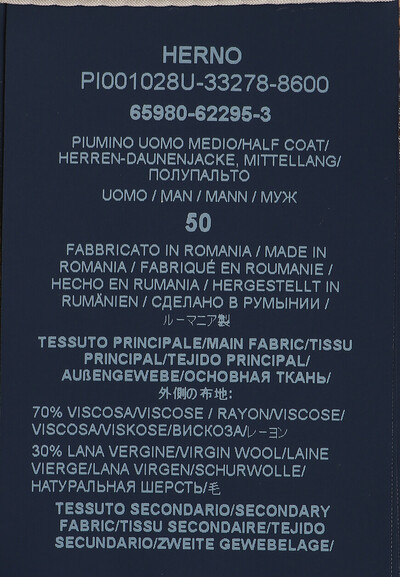 HERNO
PI001028U-33278-8600
65980-62295-3
PIUMINO UOMO MEDIO/HALF COAT/
HERREN-DAUNENJACKE, MITTELLANG/
ПОЛУПАЛЬТО
UOMO / MAN / MANN / МУЖ
50
FABBRICATO IN ROMANIA / MADE IN
ROMANIA / FABRIQUÉ EN ROUMANIE /
HECHO EN RUMANIA / HERGESTELLT IN
RUMÄNIEN / СДЕЛАНО В РУМЫНИИ /
ルーマニア製
TESSUTO PRINCIPALE/MAIN FABRIC/TISSU
PRINCIPAL/TEJIDO PRINCIPAL/
AUßENGEWEBE/ОСНОВНАЯ ТКАНЬ/
外側の布地:
70% VISCOSA/VISCOSE / RAYON/VISCOSE/
VISCOSA/VISKOSE/ВИСКОЗА/レーヨン
30% LANA VERGINE/VIRGIN WOOL/LAINE
VIERGE/LANA VIRGEN/SCHURWOLLE/
НАТУРАЛЬНАЯ ШЕРСТЬ/毛
TESSUTO SECONDARIO/SECONDARY
FABRIC/TISSU SECONDAIRE/TEJIDO
SECUNDARIO/ZWEITE GEWEBELAGE/